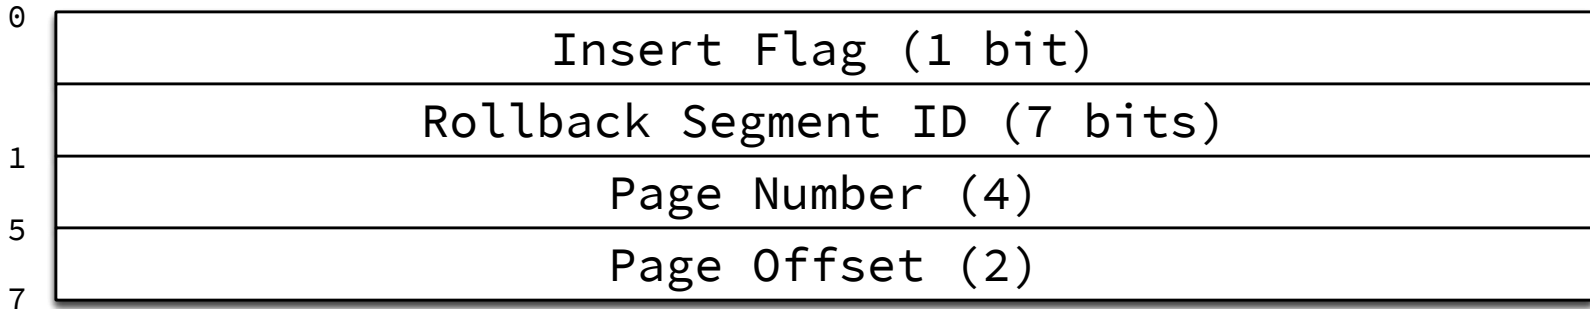 0
Insert Flag (1 bit)
Rollback Segment ID (7 bits)
1
Page Number (4)
5
Page Offset (2)
7